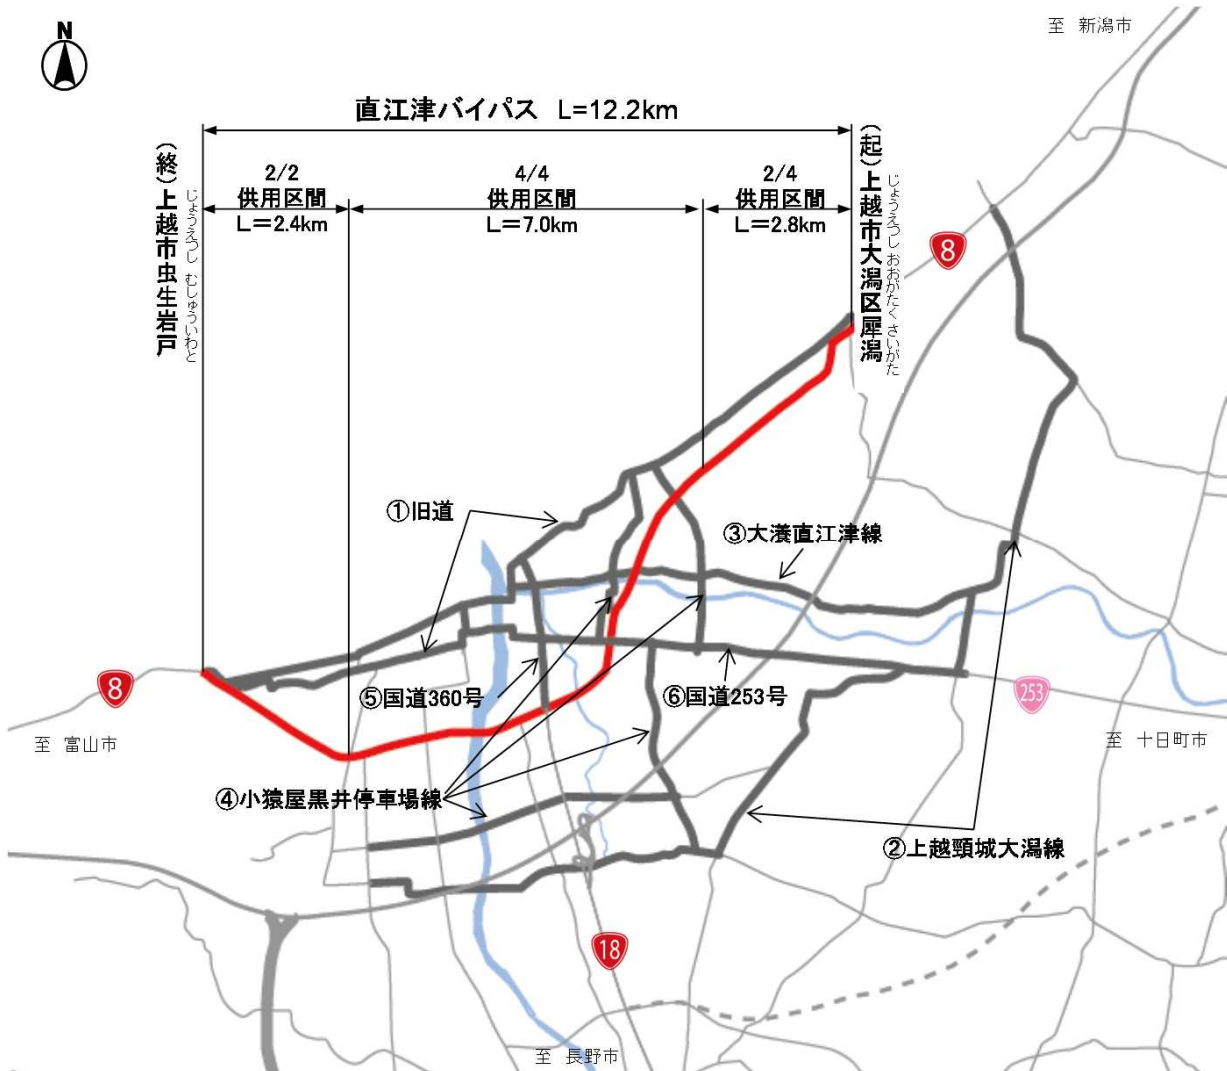 N
至 新潟市
直江津バイパス L=12.2km
2/2
供用区間
L=2.4km
4/4
供用区間
L=7.0km
2/4
供用区間
L=2.8km
(終)上越市虫生岩戸
じょうえつし むしゅういわと
(起)上越市大潟区犀潟
じょうえつし おおがたくさいがた
8
①旧道
③大濱直江津線
8
至 富山市
⑤国道360号
⑥国道253号
253
至 十日町市
④小猿屋黒井停車場線
②上越頸城大潟線
18
至 長野市